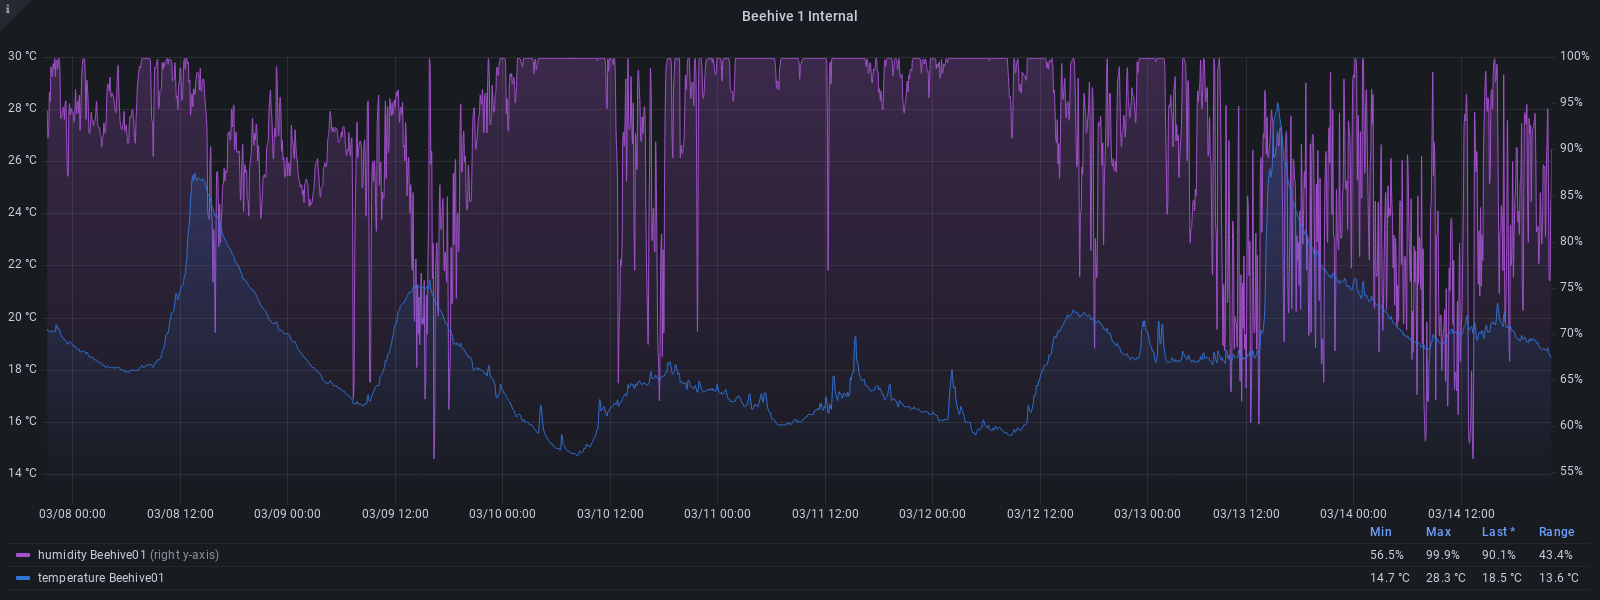 i
Beehive 1 Internal
30 °C 100%
28 °C 95%
26 °C 90%
24 °C 85%
22 °C 80%
20 °C 75%
18 °C 70%
16 °C 65%
14 °C 60%
55%
03/08 00:00 03/08 12:00 03/09 00:00 03/09 12:00 03/10 00:00 03/10 12:00 03/11 00:00 03/11 12:00 03/12 00:00 03/12 12:00 03/13 00:00 03/13 12:00 03/14 00:00 03/14 12:00
Min Max Last * Range
humidity Beehive01 (right y-axis) 56.5% 99.9% 90.1% 43.4%
temperature Beehive01 14.7 °C 28.3 °C 18.5 °C 13.6 °C